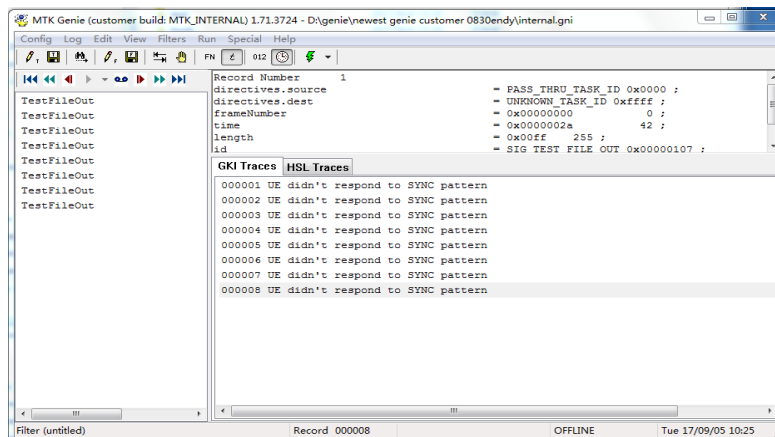 MTK Genie (customer build: MTK_INTERNAL) 1.71.3724 - D:\genie\newest genie customer 0830endy\internal.gni
Config Log Edit View Filters Run Special Help
FN 012
Record Number 1
directives.source = PASS_THRU_TASK_ID 0x0000 ;
directives.dest = UNKNOWN_TASK_ID 0xffff ;
frameNumber = 0x00000000 0 ;
time = 0x0000002a 42 ;
length = 0x00ff 255 ;
id = SIG_TEST_FILE_OUT 0x00000107 ;
TestFileOut
TestFileOut
TestFileOut
TestFileOut
TestFileOut
TestFileOut
TestFileOut
TestFileOut
GKI Traces HSL Traces
000001 UE didn't respond to SYNC pattern
000002 UE didn't respond to SYNC pattern
000003 UE didn't respond to SYNC pattern
000004 UE didn't respond to SYNC pattern
000005 UE didn't respond to SYNC pattern
000006 UE didn't respond to SYNC pattern
000007 UE didn't respond to SYNC pattern
000008 UE didn't respond to SYNC pattern
Filter (untitled) Record 000008 OFFLINE Tue 17/09/05 10:25